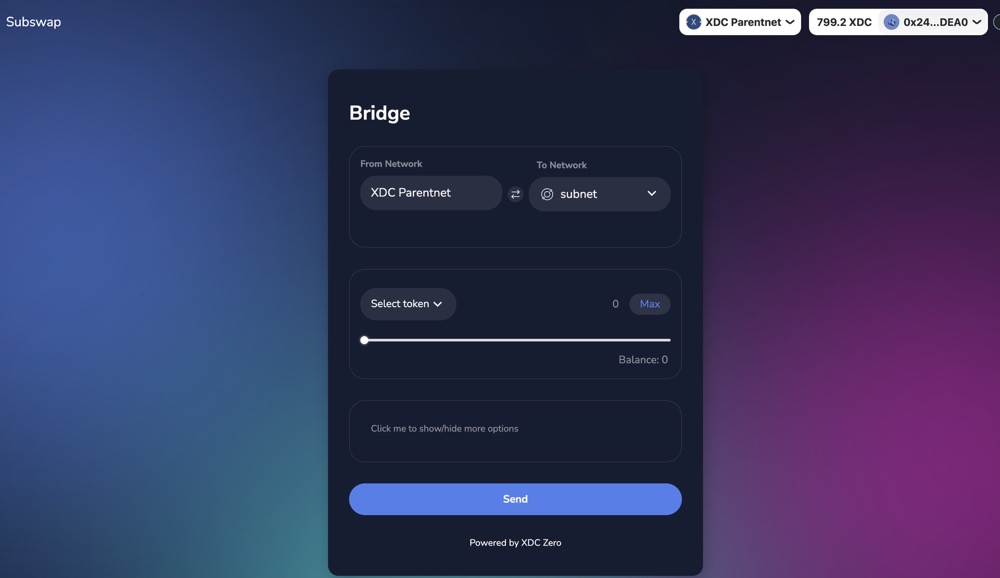 Subswap
XDC Parentnet
799.2 XDC 0x24...DEA0
Bridge
From Network
To Network
XDC Parentnet
subnet
Select token
0 Max
Balance: 0
Click me to show/hide more options
Send
Powered by XDC Zero